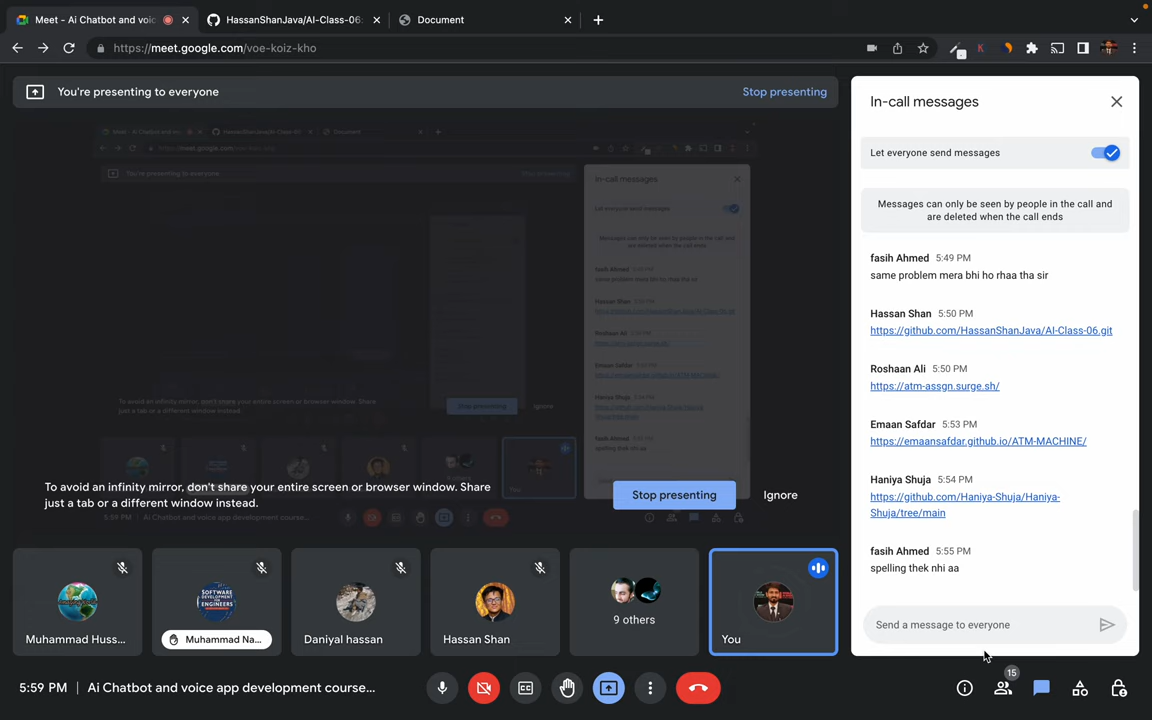 Meet - Ai Chatbot and voic
HassanShanJava/AI-Class-06:
Document
https://meet.google.com/voe-koiz-kho
You're presenting to everyone
Stop presenting
To avoid an infinity mirror, don't share your entire screen or browser window. Share
just a tab or a different window instead.
Stop presenting
Ignore
Muhammad Huss...
Muhammad Na...
Daniyal hassan
Hassan Shan
9 others
You
SOFTWARE
DEVELOPMENT
FOR
ENGINEERS
In-call messages
Let everyone send messages
Messages can only be seen by people in the call and
are deleted when the call ends
fasih Ahmed 5:49 PM
same problem mera bhi ho rhaa tha sir
Hassan Shan 5:50 PM
https://github.com/HassanShanJava/AI-Class-06.git
Roshaan Ali 5:50 PM
https://atm-assgn.surge.sh/
Emaan Safdar 5:53 PM
https://emaansafdar.github.io/ATM-MACHINE/
Haniya Shuja 5:54 PM
https://github.com/Haniya-Shuja/Haniya-
Shuja/tree/main
fasih Ahmed 5:55 PM
spelling thek nhi aa
Send a message to everyone
5:59 PM | Ai Chatbot and voice app development course...
15